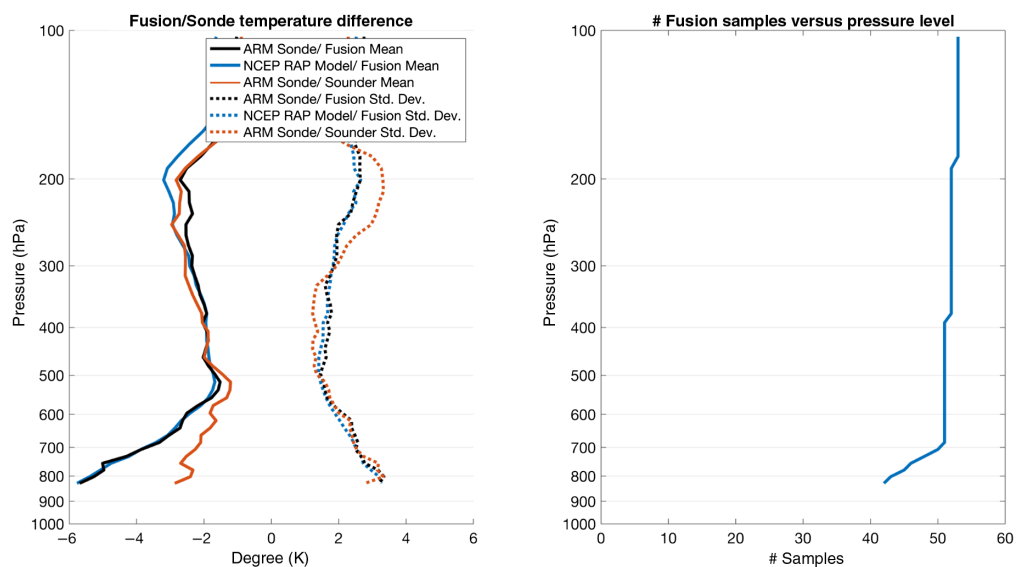 Fusion/Sonde temperature difference
ARM Sonde/ Fusion Mean
NCEP RAP Model/ Fusion Mean
ARM Sonde/ Sounder Mean
ARM Sonde/ Fusion Std. Dev.
NCEP RAP Model/ Fusion Std. Dev.
ARM Sonde/ Sounder Std. Dev.
Pressure (hPa)
100
200
300
400
500
600
700
800
900
1000
−6 −4 −2 0 2 4 6
Degree (K)
# Fusion samples versus pressure level
Pressure (hPa)
100
200
300
400
500
600
700
800
900
1000
0 10 20 30 40 50 60
# Samples